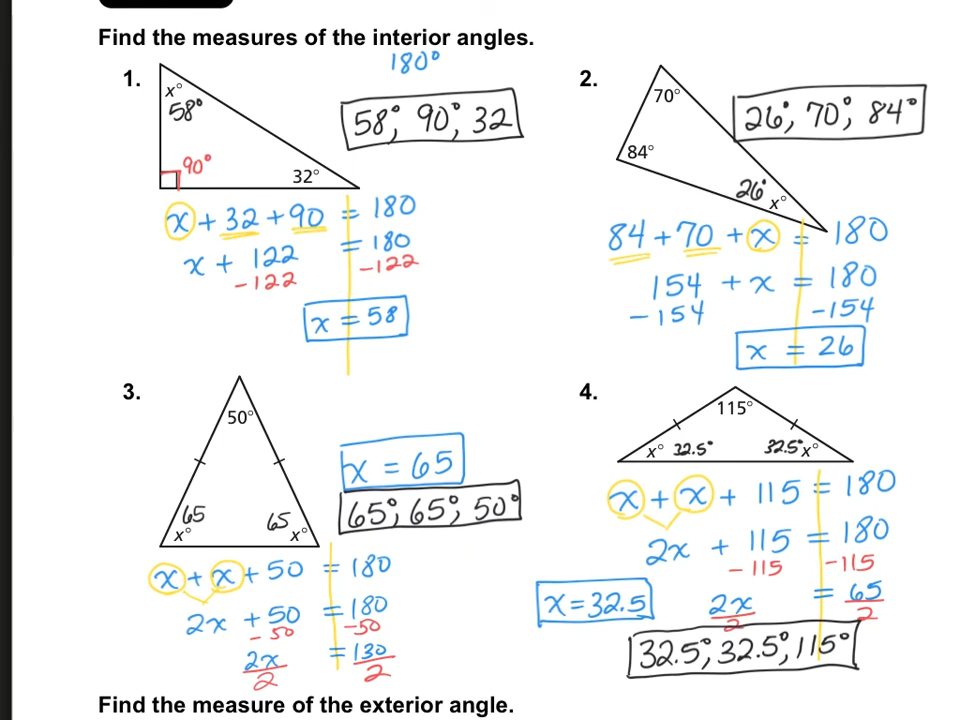 Find the measures of the interior angles.
180°
1.
x°
58°
90°
32°
58°, 90°, 32
x + 32 + 90 = 180
x + 122 = 180
-122 -122
x = 58
2.
70°
84°
26°
x°
26°, 70°, 84°
84 + 70 + x = 180
154 + x = 180
-154 -154
x = 26
3.
50°
65 65
x° x°
x = 65
65°, 65°, 50°
x + x + 50 = 180
2x + 50 = 180
-50 -50
2x = 130
2 2
4.
115°
x° 32.5° 32.5° x°
x + x + 115 = 180
2x + 115 = 180
-115 -115
2x = 65
2 2
x = 32.5
32.5°, 32.5°, 115°
Find the measure of the exterior angle.